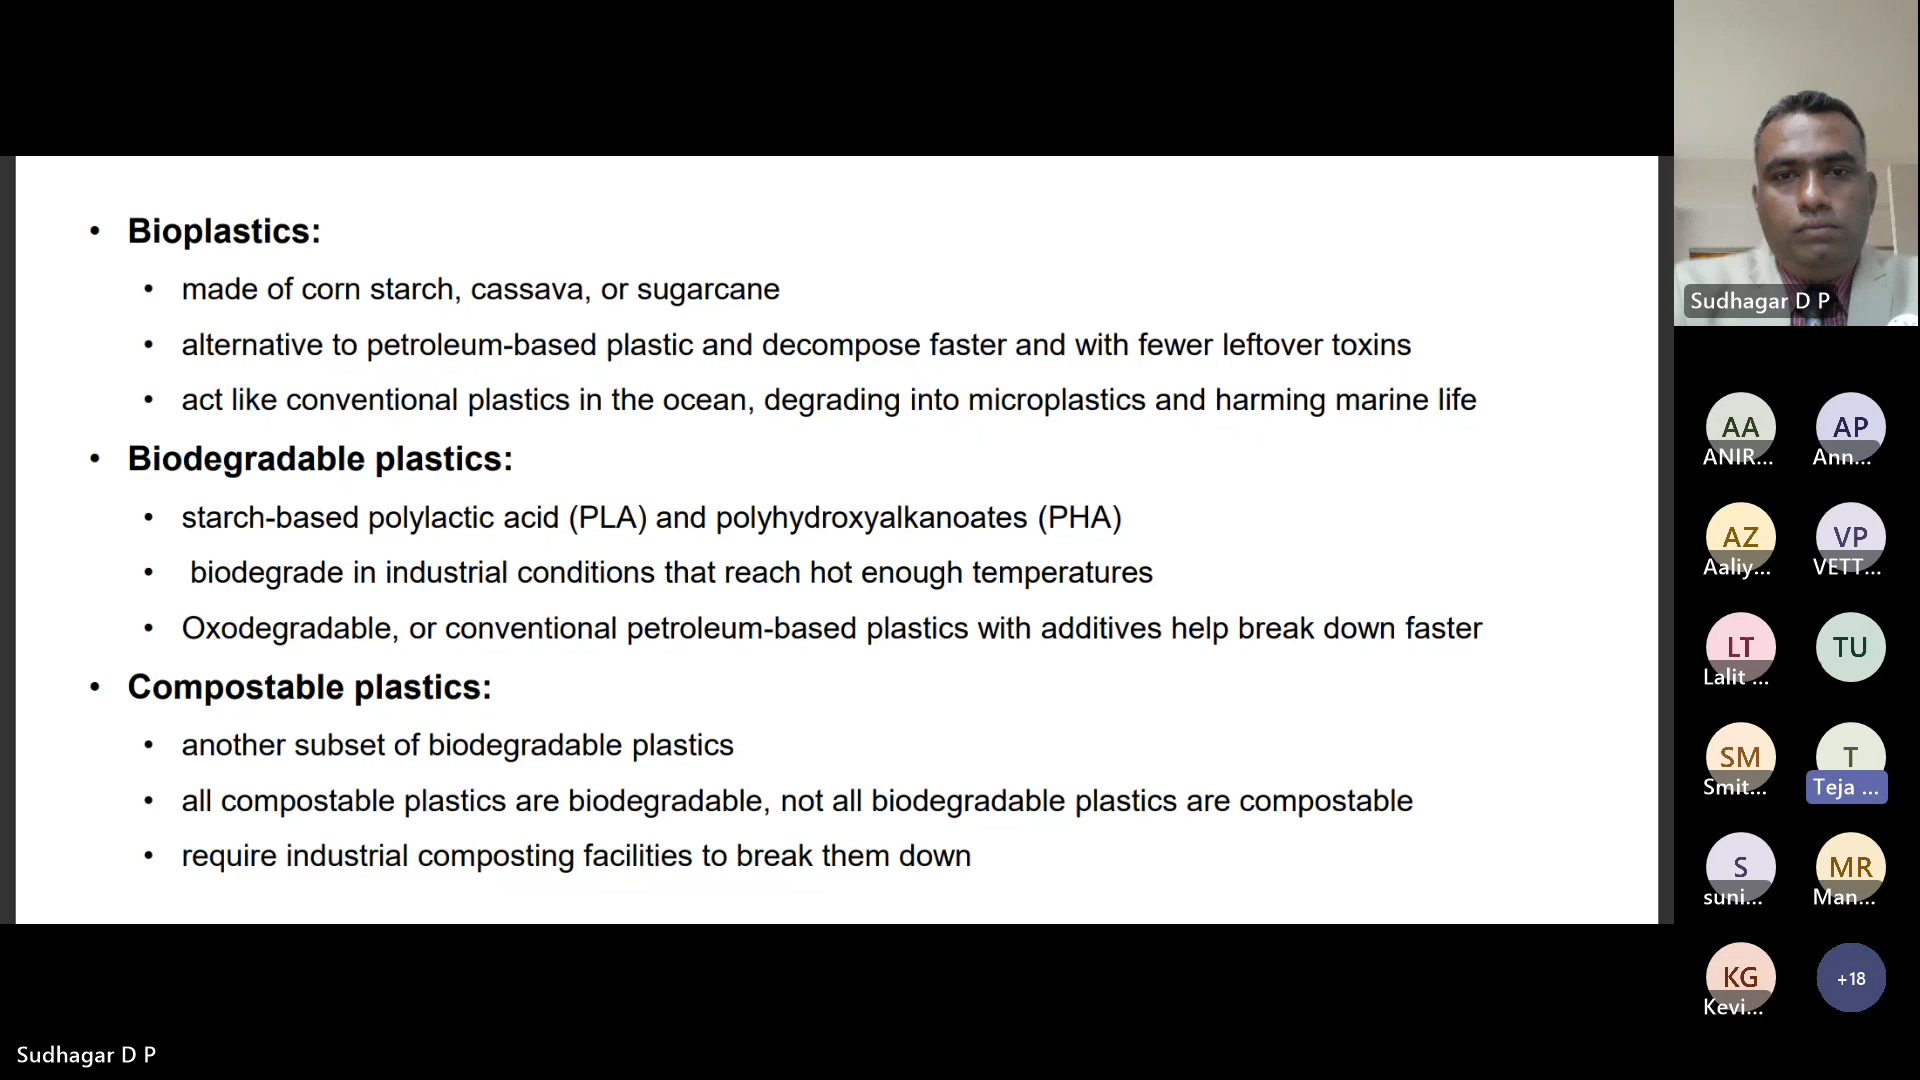 • Bioplastics:
• made of corn starch, cassava, or sugarcane
• alternative to petroleum-based plastic and decompose faster and with fewer leftover toxins
• act like conventional plastics in the ocean, degrading into microplastics and harming marine life
• Biodegradable plastics:
• starch-based polylactic acid (PLA) and polyhydroxyalkanoates (PHA)
• biodegrade in industrial conditions that reach hot enough temperatures
• Oxodegradable, or conventional petroleum-based plastics with additives help break down faster
• Compostable plastics:
• another subset of biodegradable plastics
• all compostable plastics are biodegradable, not all biodegradable plastics are compostable
• require industrial composting facilities to break them down
Sudhagar D P
Sudhagar D P
AA AP
ANIR... Ann...
AZ VP
Aaliy... VETT...
LT TU
Lalit ...
SM T
Smit... Teja ...
S MR
suni... Man...
KG +18
Kevi...